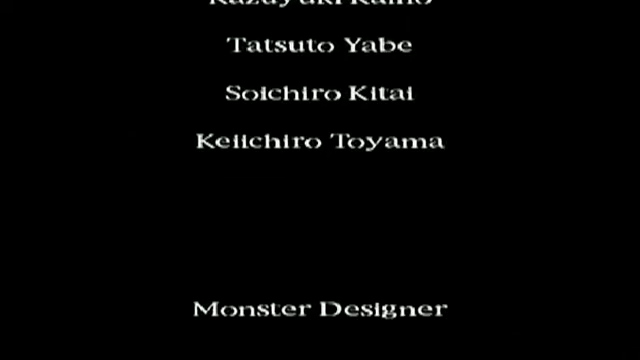 Tatsuto Yabe
Soichiro Kitai
Keiichiro Toyama
Monster Designer